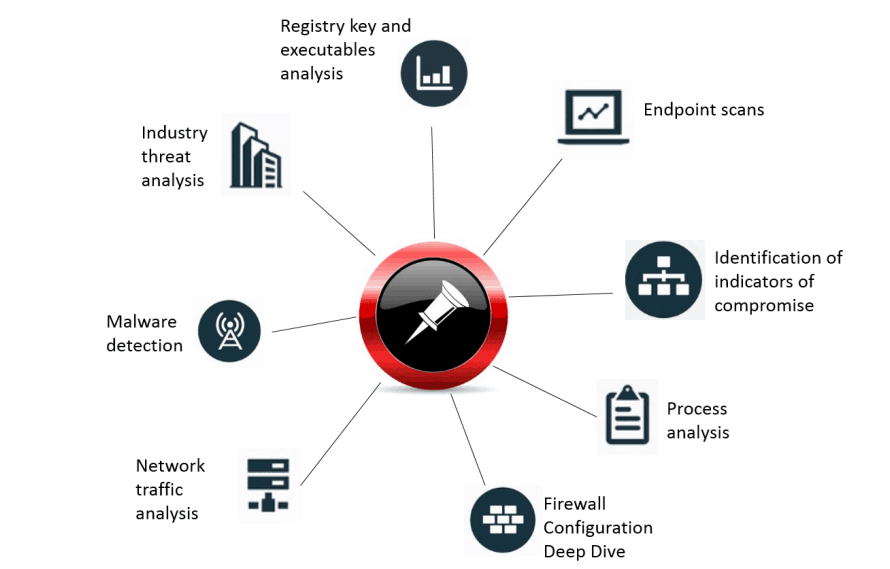 Registry key and
executables
analysis
Endpoint scans
Industry
threat
analysis
Identification of
indicators of
compromise
Malware
detection
Process
analysis
Network
traffic
analysis
Firewall
Configuration
Deep Dive